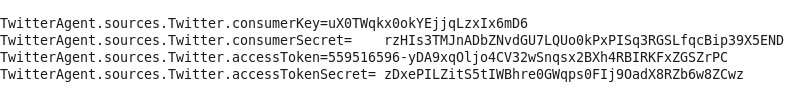 TwitterAgent.sources.Twitter.consumerKey=uX0TWqkx0okYEjjqLzxIx6mD6
TwitterAgent.sources.Twitter.consumerSecret=    rzHIs3TMJnADbZNvdGU7LQUo0kPxPISq3RGSLfqcBip39X5END
TwitterAgent.sources.Twitter.accessToken=559516596-yDA9xqOljo4CV32wSnqsx2BXh4RBIRKFxZGSZrPC
TwitterAgent.sources.Twitter.accessTokenSecret= zDxePILZitS5tIWBhre0GWqps0FIj9OadX8RZb6w8ZCwz